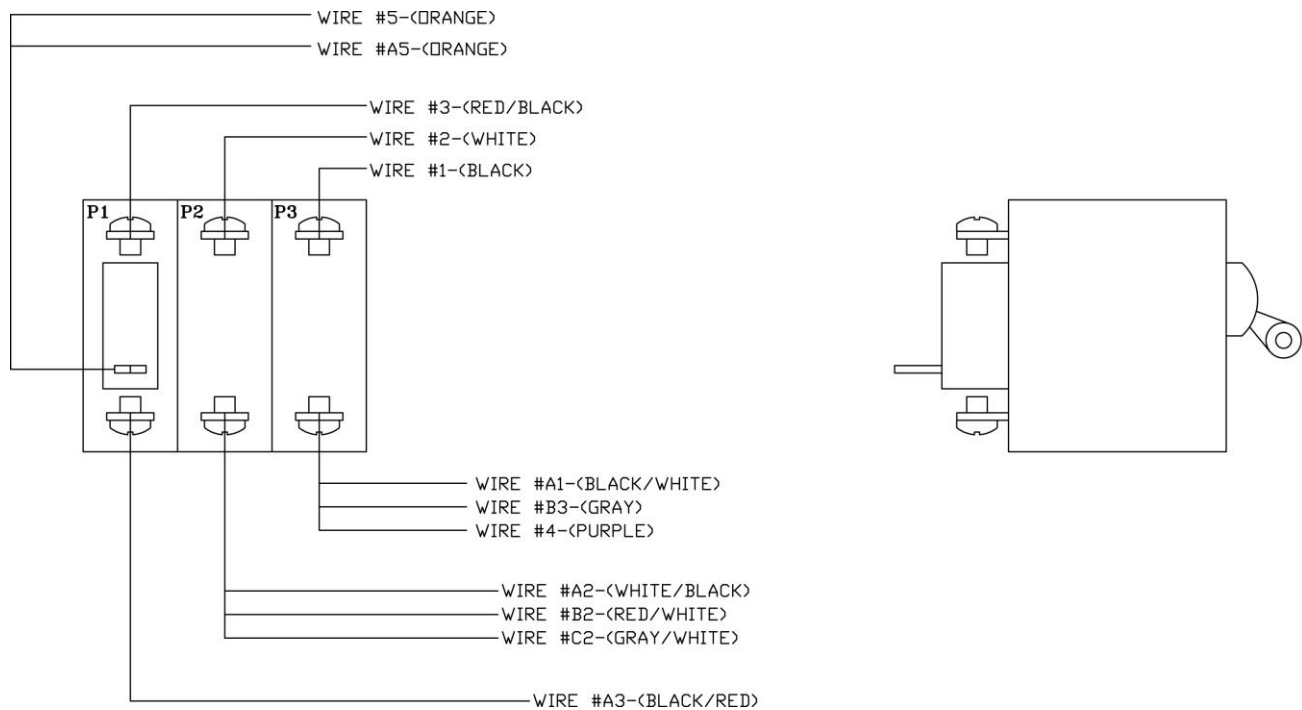 WIRE #5-(ORANGE)
WIRE #A5-(ORANGE)
WIRE #3-(RED/BLACK)
WIRE #2-(WHITE)
WIRE #1-(BLACK)
P1 P2 P3
WIRE #A1-(BLACK/WHITE)
WIRE #B3-(GRAY)
WIRE #4-(PURPLE)
WIRE #A2-(WHITE/BLACK)
WIRE #B2-(RED/WHITE)
WIRE #C2-(GRAY/WHITE)
WIRE #A3-(BLACK/RED)